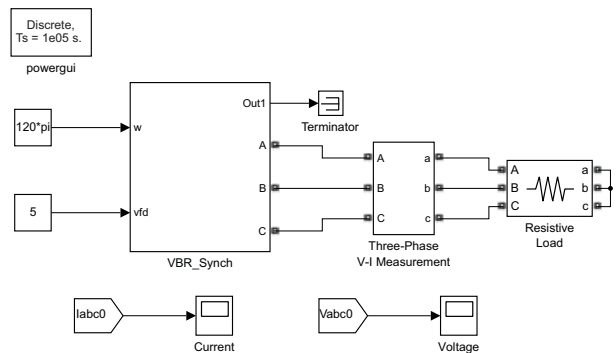 Discrete,
Ts = 1e05 s.
powergui
120*pi
w
Out1
Terminator
A
5
vfd
B
C
VBR_Synch
A
a
B
b
C
c
Three-Phase
V-I Measurement
A
a
B
b
C
c
Resistive
Load
Iabc0
Current
Vabc0
Voltage